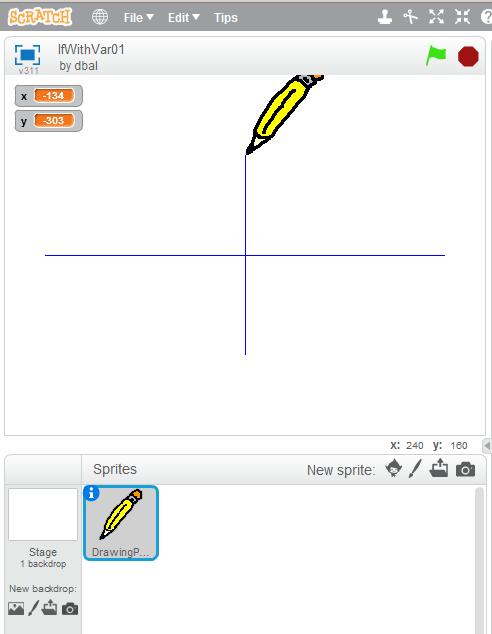 SCRATCH File Edit Tips
IfWithVar01
by dbal
v311
x -134
y -303
x: 240 y: 160
Sprites New sprite:
DrawingP...
Stage
1 backdrop
New backdrop: